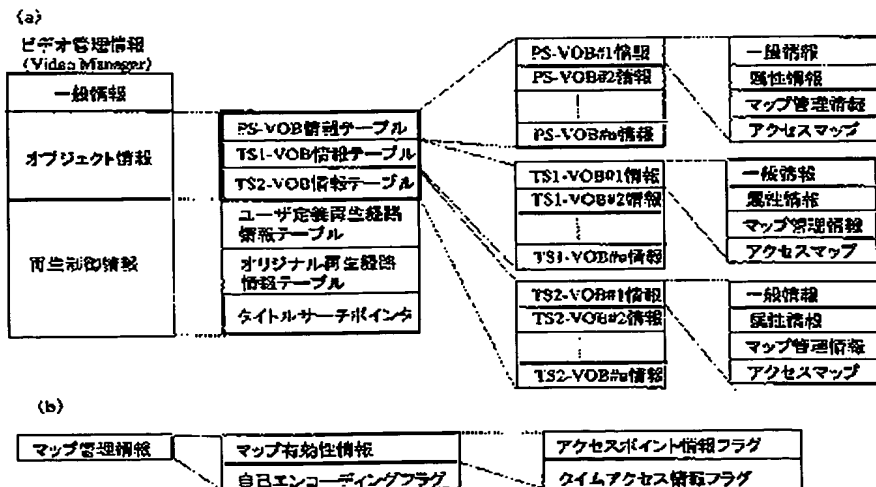 (a)
ビデオ管理情報
(Video Manager)
一般情報
オブジェクト情報
再生制御情報
PS-VOB情報テーブル
TS1-VOB情報テーブル
TS2-VOB情報テーブル
ユーザ定義再生経路
情報テーブル
オリジナル再生経路
情報テーブル
タイトルサーチポインタ
PS-VOB#1情報
PS-VOB#2情報
PS-VOB#n情報
TS1-VOB#1情報
TS1-VOB#2情報
TS1-VOB#n情報
TS2-VOB#1情報
TS2-VOB#2情報
TS2-VOB#n情報
一般情報
属性情報
マップ管理情報
アクセスマップ
一般情報
属性情報
マップ管理情報
アクセスマップ
一般情報
属性情報
マップ管理情報
アクセスマップ
(b)
マップ管理情報
マップ有効性情報
自己エンコーディングフラグ
アクセスポイント情報フラグ
タイムアクセス情報フラグ